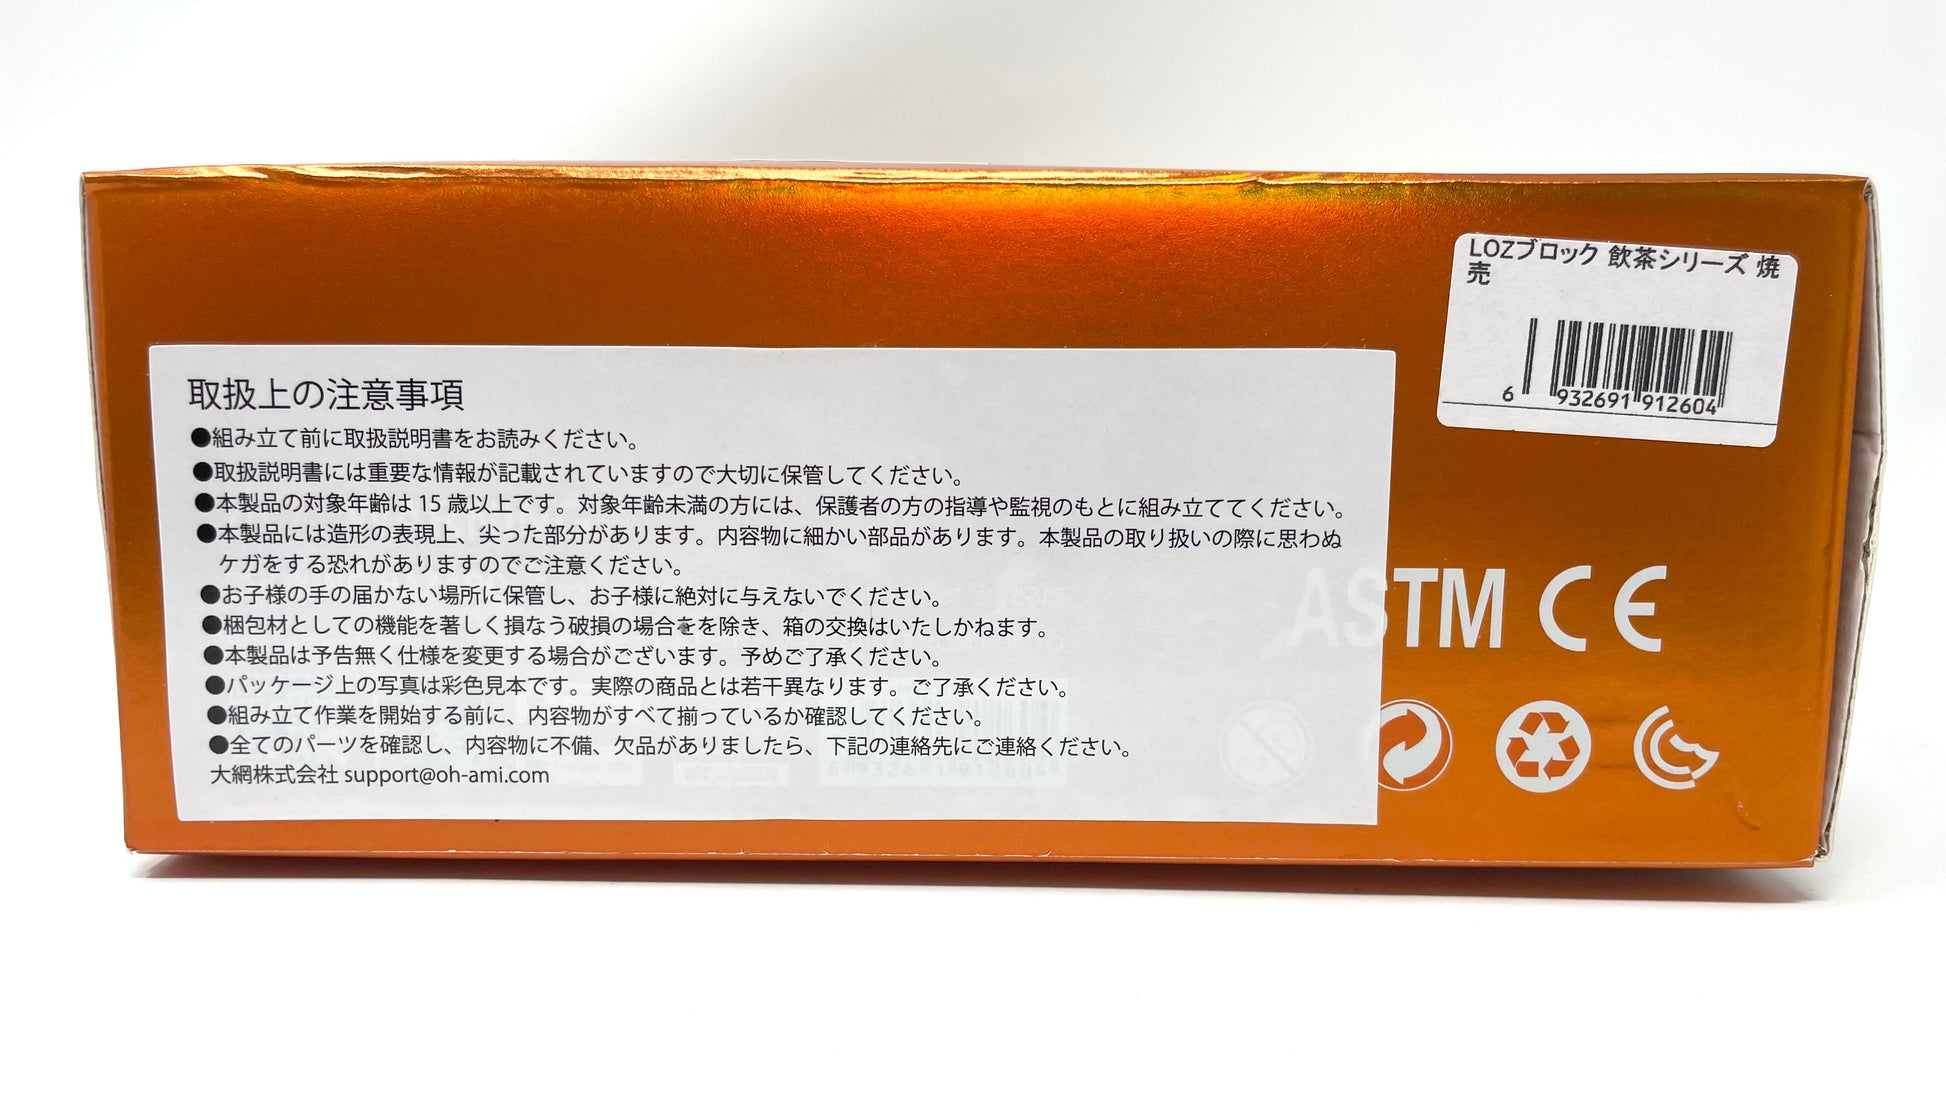 LOZブロック 飲茶シリーズ 焼
売
6 932691 912604
取扱上の注意事項
●組み立て前に取扱説明書をお読みください。
●取扱説明書には重要な情報が記載されていますので大切に保管してください。
●本製品の対象年齢は 15 歳以上です。対象年齢未満の方には、保護者の方の指導や監視のもとに組み立ててください。
●本製品には造形の表現上、尖った部分があります。内容物に細かい部品があります。本製品の取り扱いの際に思わぬ
ケガをする恐れがありますのでご注意ください。
●お子様の手の届かない場所に保管し、お子様に絶対に与えないでください。
●梱包材としての機能を著しく損なう破損の場合をを除き、箱の交換はいたしかねます。
●本製品は予告無く仕様を変更する場合がございます。予めご了承ください。
●パッケージ上の写真は彩色見本です。実際の商品とは若干異なります。ご了承ください。
●組み立て作業を開始する前に、内容物がすべて揃っているか確認してください。
●全てのパーツを確認し、内容物に不備、欠品がありましたら、下記の連絡先にご連絡ください。
大網株式会社 support@oh-ami.com
ASTM CE
6 932691 912604